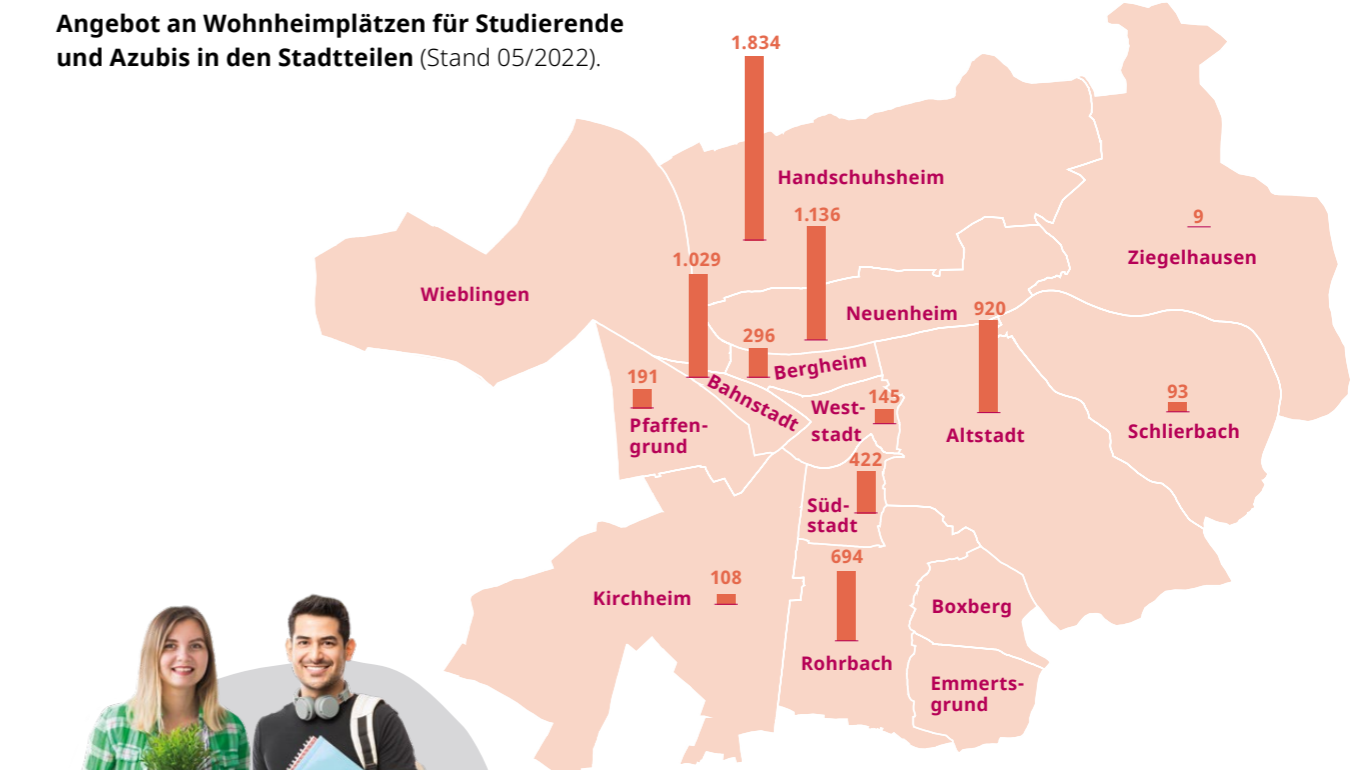 Angebot an Wohnheimplätzen für Studierende
und Azubis in den Stadtteilen (Stand 05/2022).
1.834
Handschuhsheim
1.136
9
Ziegelhausen
1.029
Wieblingen
Neuenheim
920
296
Bergheim
191
Bahnstadt
145
93
West-
stadt
Pfaffen-
grund
Altstadt
Schlierbach
422
Süd-
stadt
694
108
Kirchheim
Boxberg
Rohrbach
Emmerts-
grund